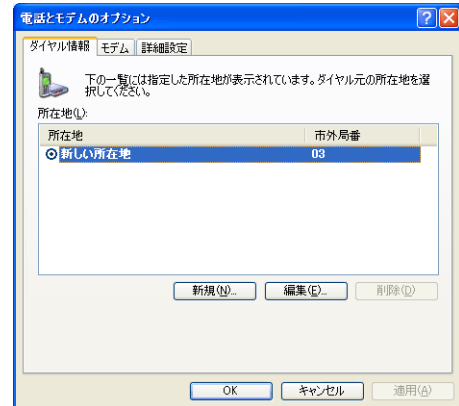 電話とモデムのオプション
ダイヤル情報 モデム 詳細設定
下の一覧には指定した所在地が表示されています。ダイヤル元の所在地を選
択してください。
所在地(L):
所在地 市外局番
新しい所在地 03
新規(N)... 編集(E)... 削除(D)
OK キャンセル 適用(A)